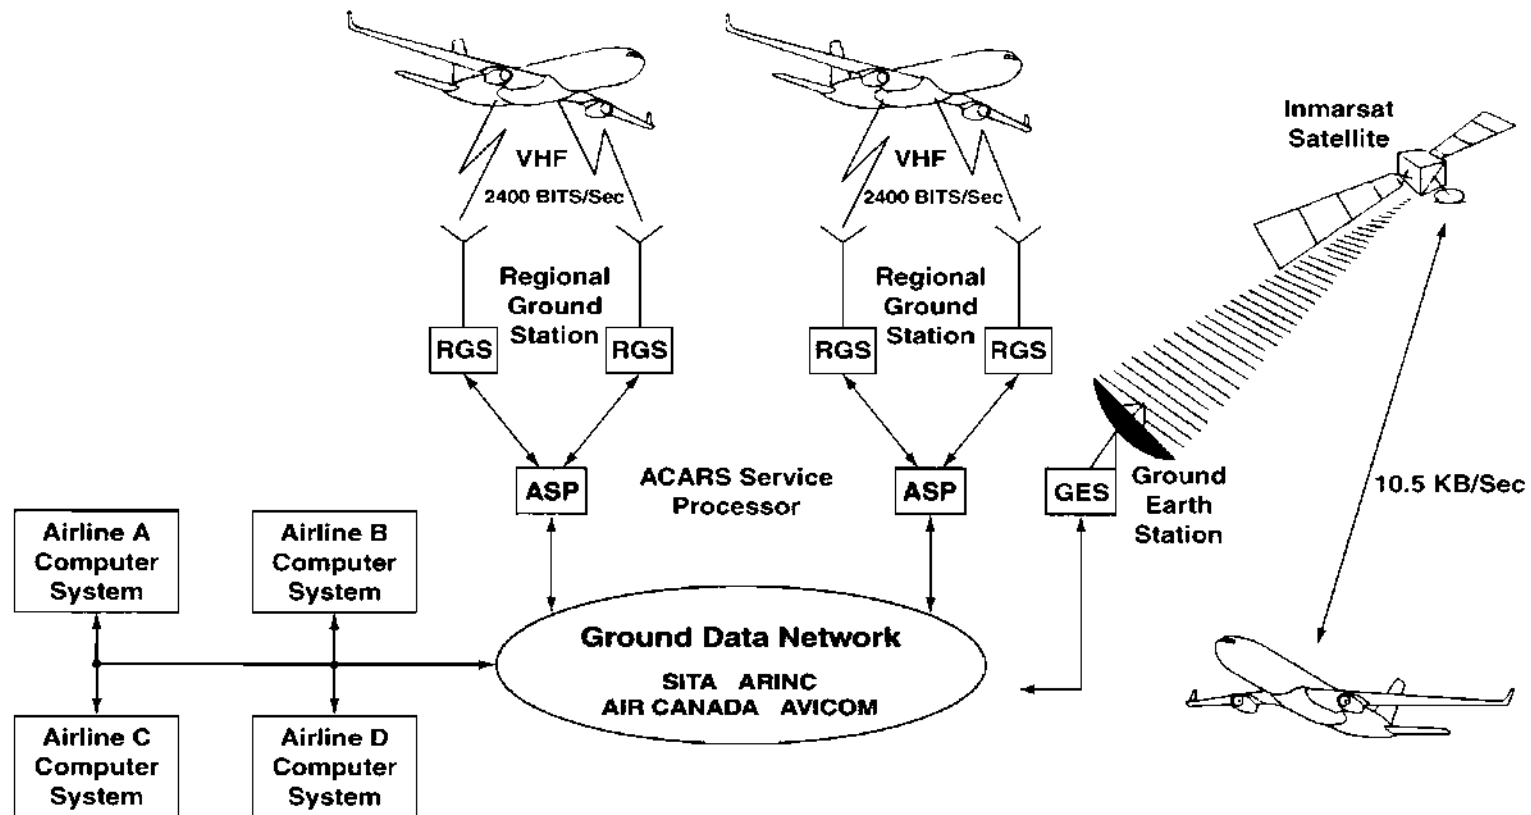 Inmarsat
Satellite
VHF
2400 BITS/Sec
VHF
2400 BITS/Sec
Regional
Ground
Station
RGS
RGS
Regional
Ground
Station
RGS
RGS
ASP
ACARS Service
Processor
ASP
GES
Ground
Earth
Station
10.5 KB/Sec
Airline A
Computer
System
Airline B
Computer
System
Ground Data Network
SITA ARINC
AIR CANADA AVICOM
Airline C
Computer
System
Airline D
Computer
System